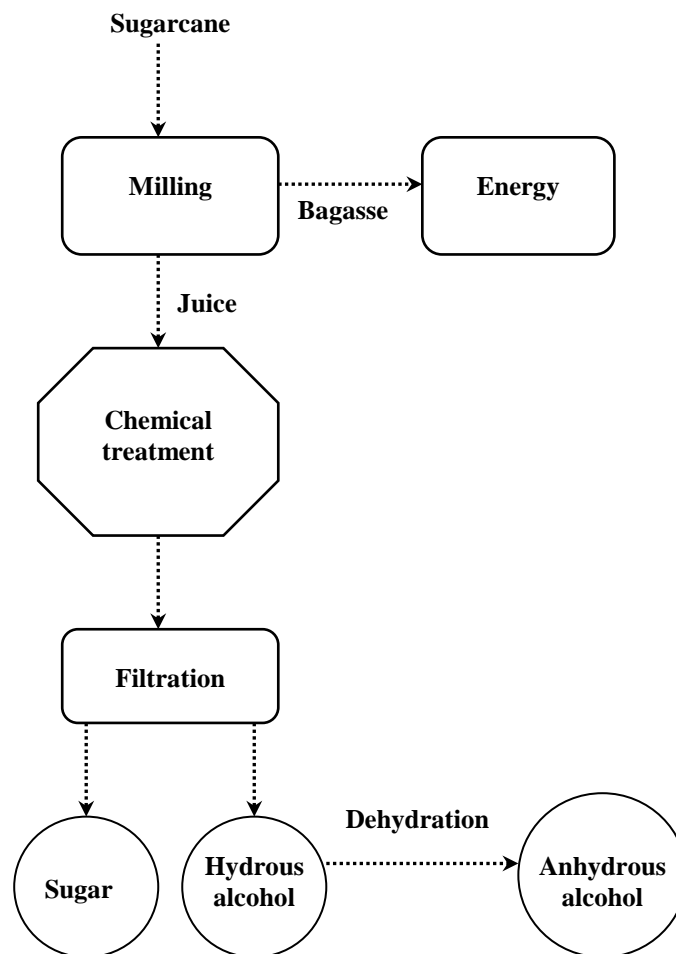 Sugarcane
Milling
Energy
Bagasse
Juice
Chemical
treatment
Filtration
Dehydration
Sugar
Hydrous
alcohol
Anhydrous
alcohol